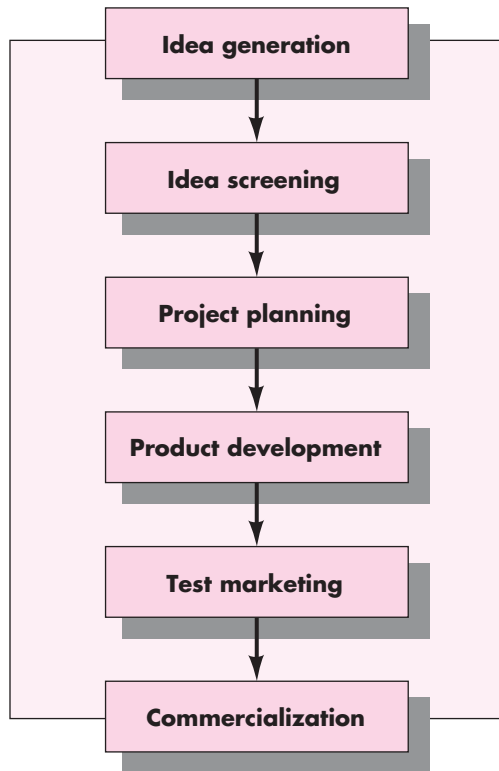 Idea generation
Idea screening
Project planning
Product development
Test marketing
Commercialization